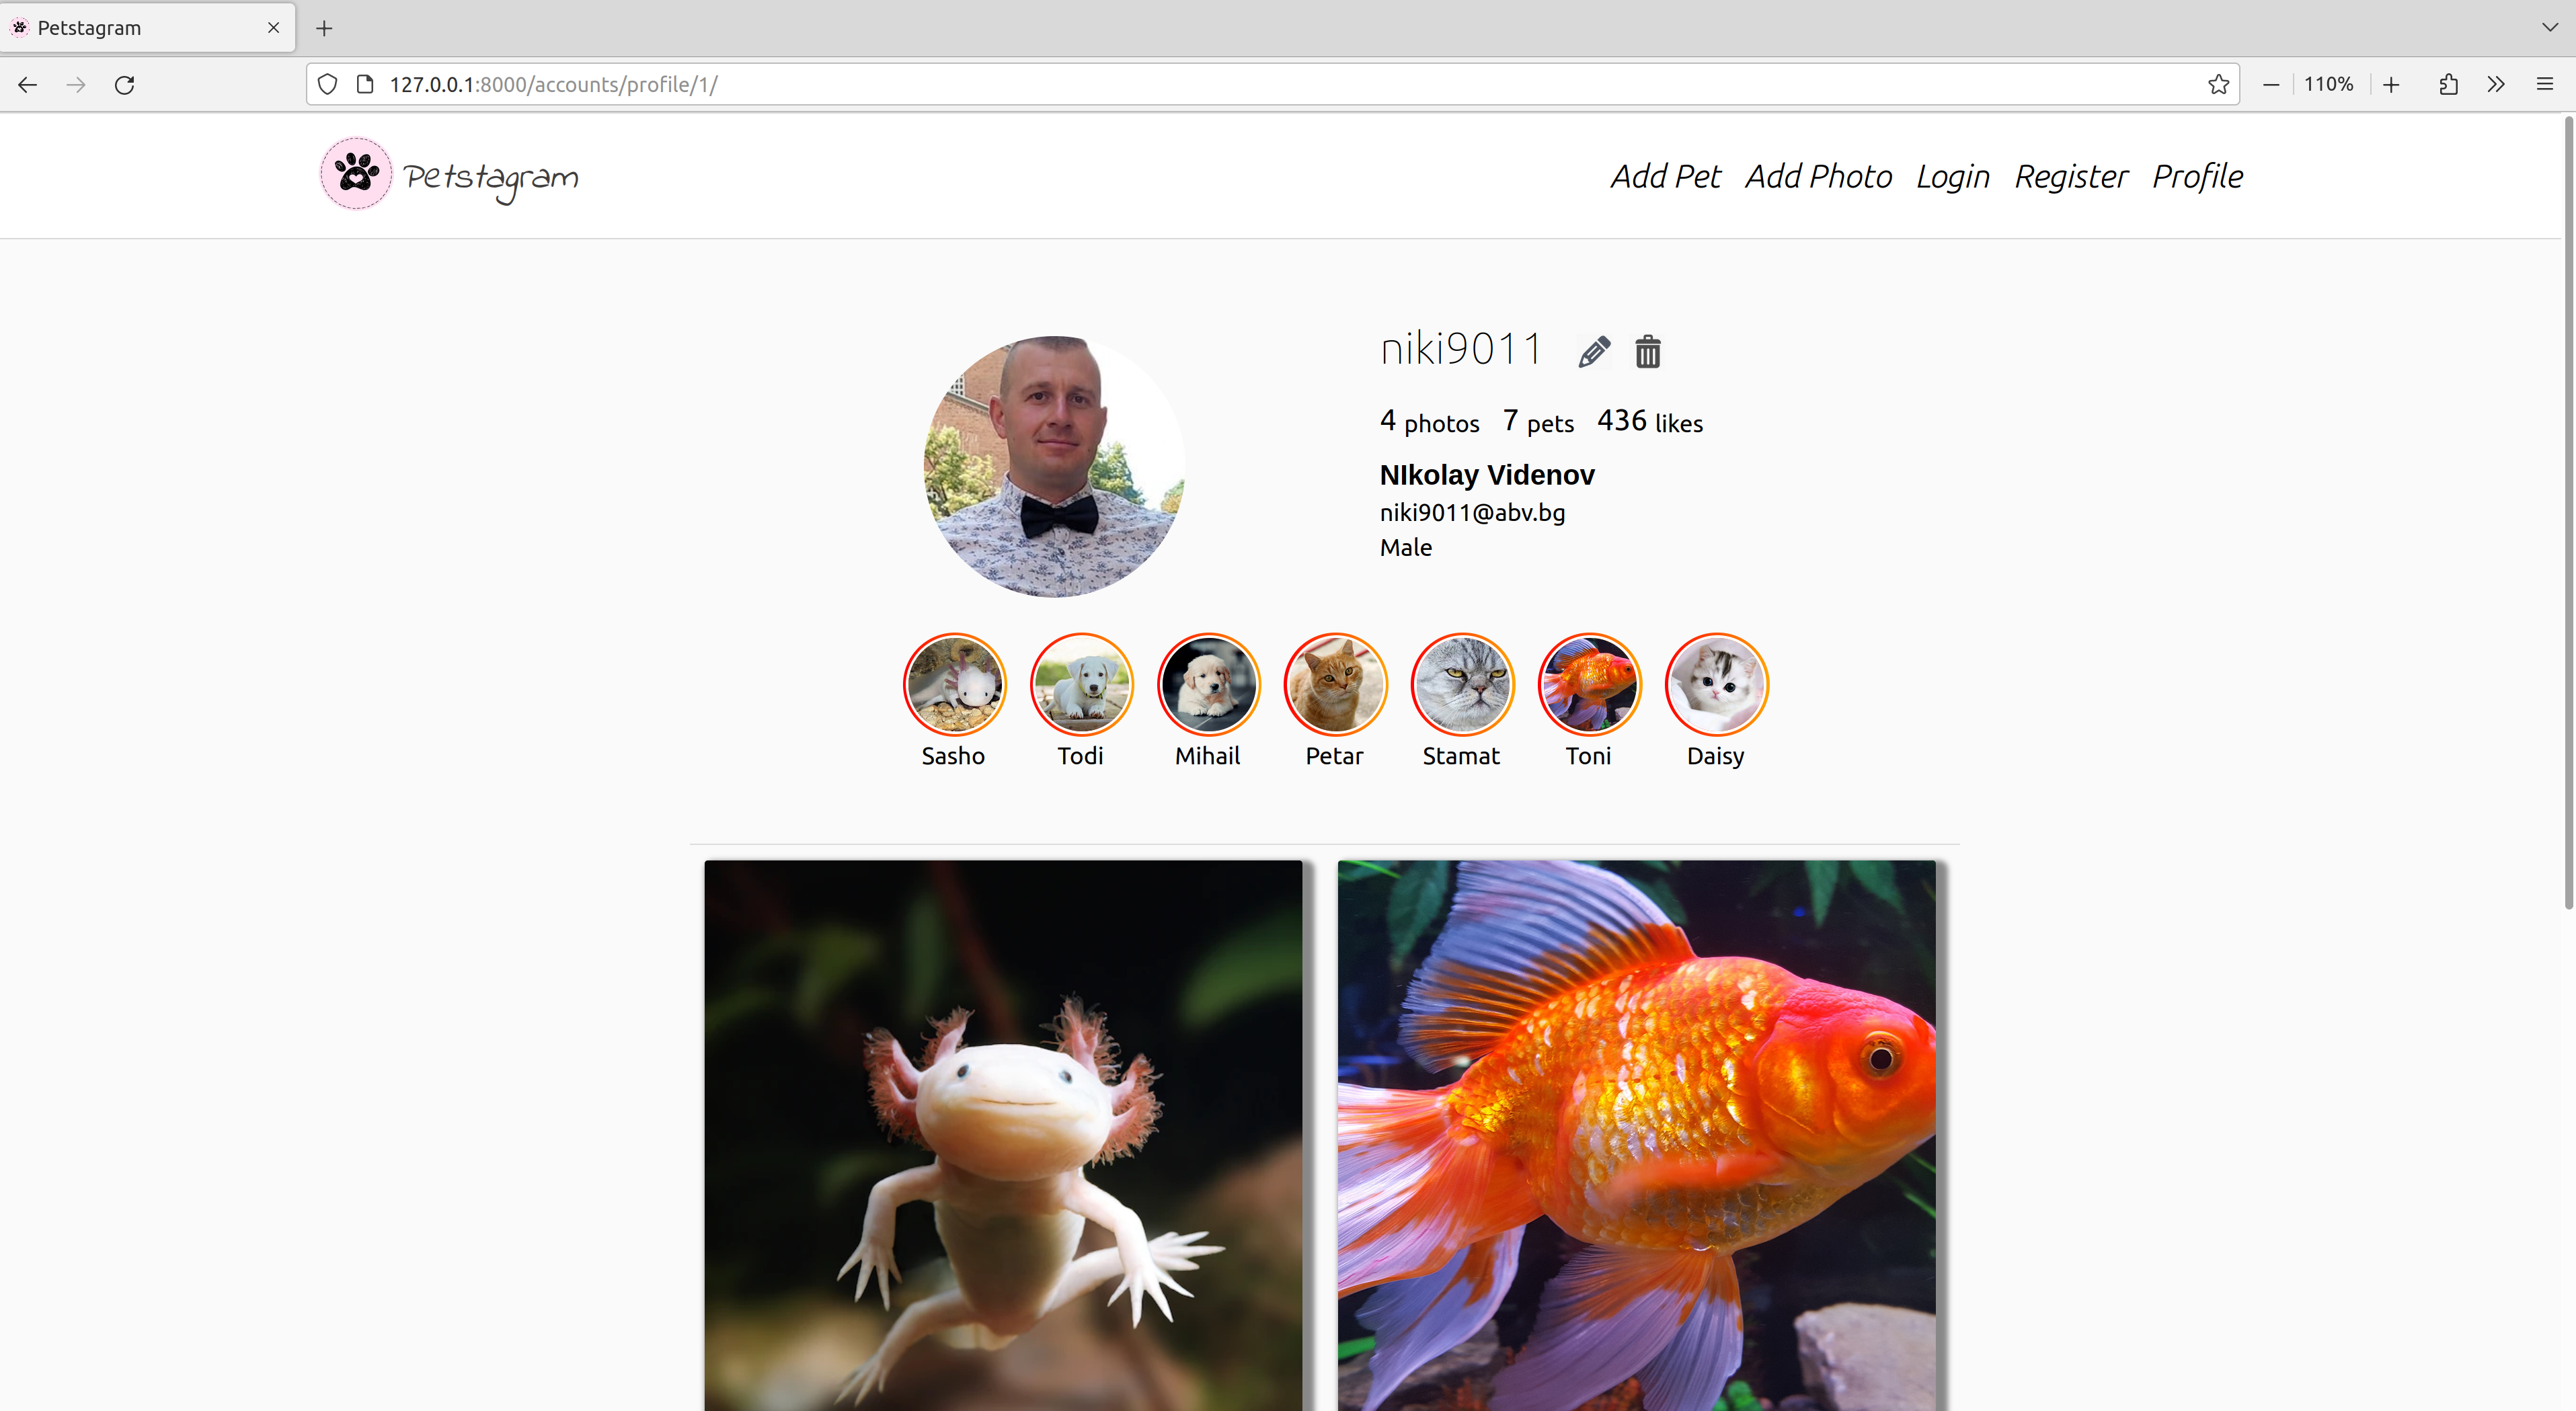 Petstagram
127.0.0.1:8000/accounts/profile/1/
110%
Petstagram
Add Pet Add Photo Login Register Profile
niki9011
4 photos 7 pets 436 likes
NIkolay Videnov
niki9011@abv.bg
Male
Sasho Todi Mihail Petar Stamat Toni Daisy